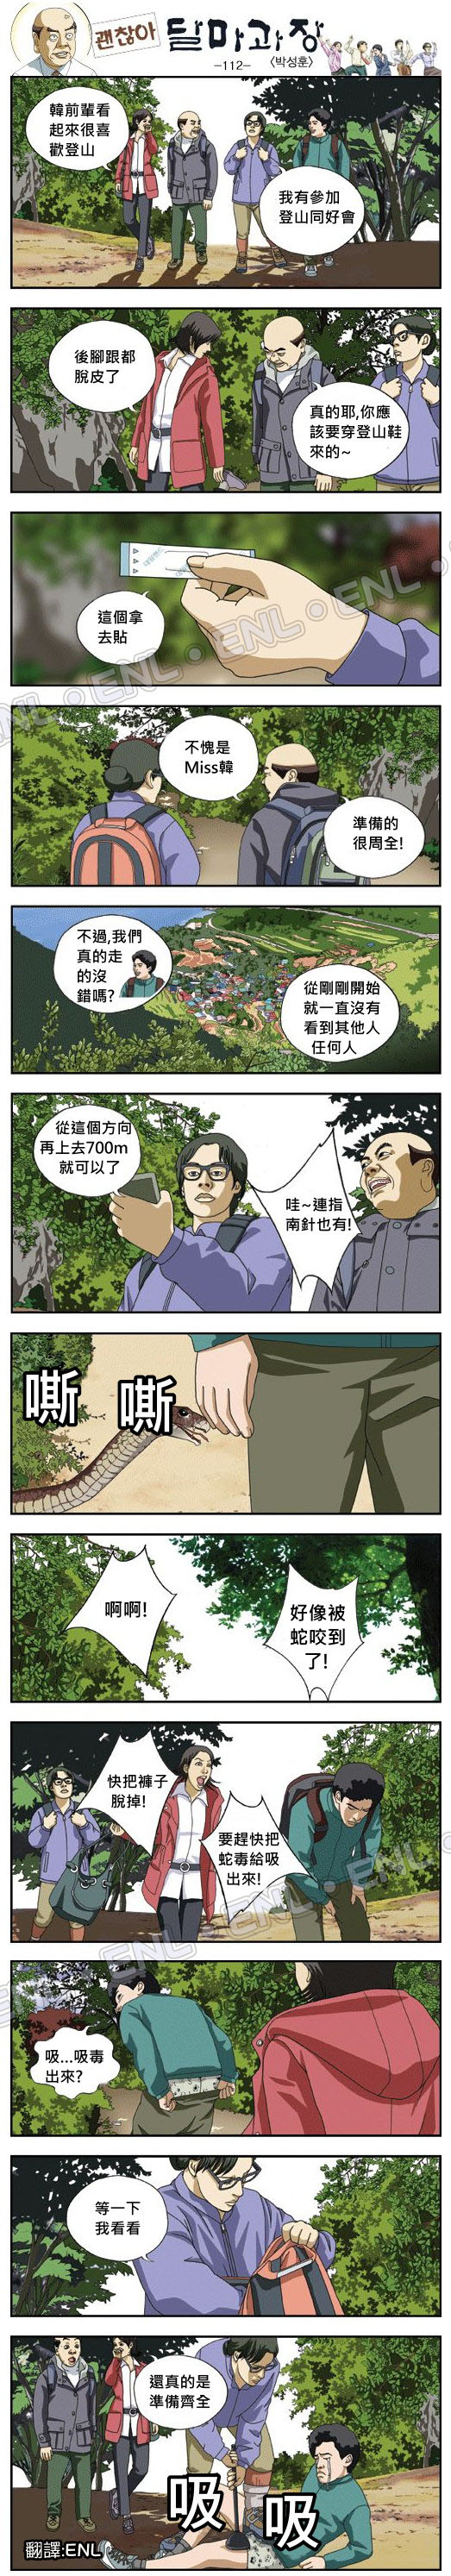 괜찮아
달마과장
-112-
<박성훈>
韓前輩看
起來很喜
歡登山
我有參加
登山同好會
後腳跟都
脫皮了
真的耶,你應
該要穿登山鞋
來的~
這個拿
去貼
ENL•ENL•ENL•ENL
不愧是
Miss韓
準備的
很周全!
不過,我們
真的走
的沒
錯嗎?
從剛剛開始
就一直沒有
看到其他人
任何人
從這個方向
再上去700m
就可以了
哇~連指
南針也有!
嘶 嘶
啊啊!
好像被
蛇咬到
了!
快把褲子
脫掉!
要趕快把
蛇毒給吸
出來!
ENL•ENL•ENL•ENL
吸...吸毒
出來?
等一下
我看看
還真的是
準備齊全
吸 吸
翻譯:ENL